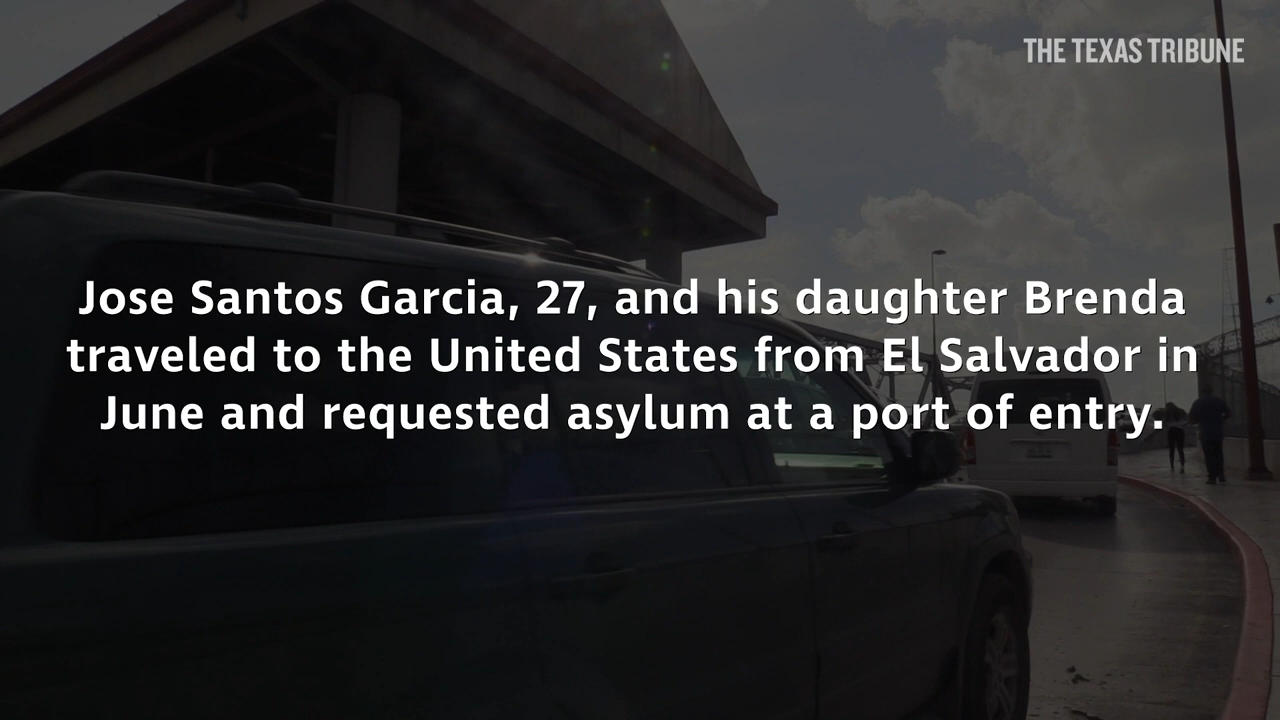 THE TEXAS TRIBUNE
Jose Santos Garcia, 27, and his daughter Brenda
traveled to the United States from El Salvador in
June and requested asylum at a port of entry.